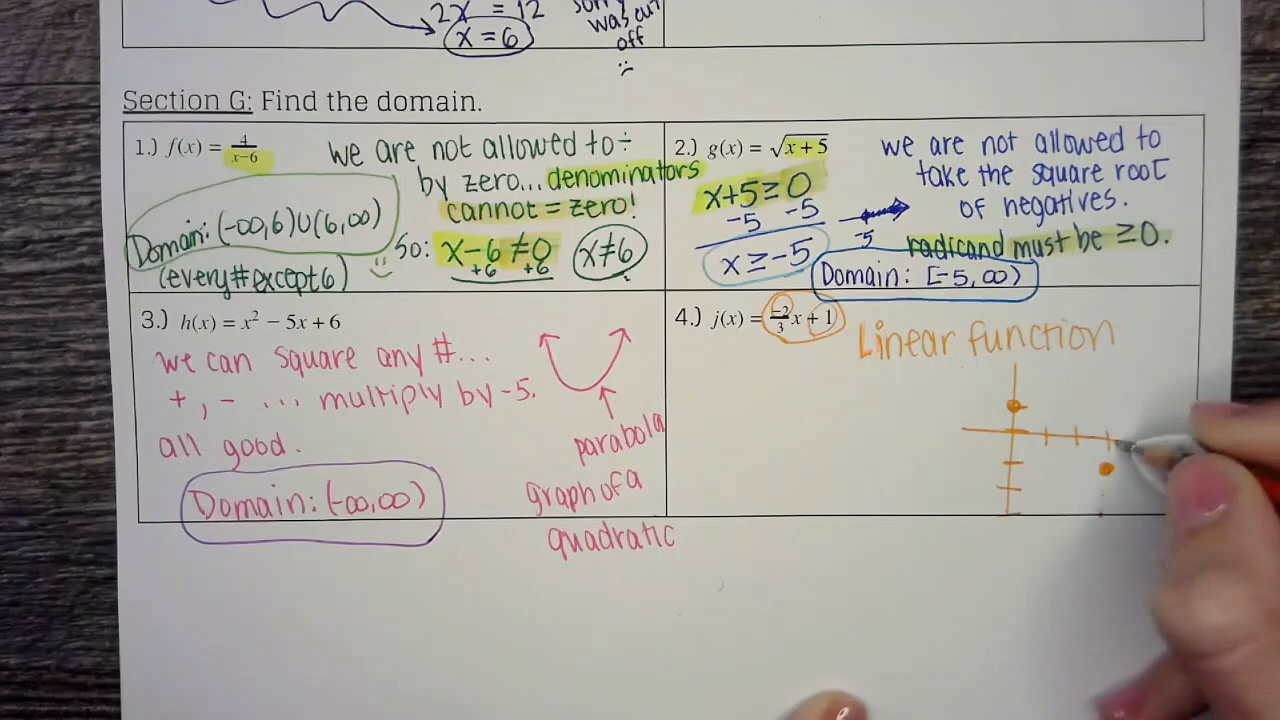 2x = 12
x = 6
sorry
was cut
off
:(
Section G: Find the domain.
1.) f(x) = 4/(x-6)
we are not allowed to ÷
by zero... denominators
cannot = zero!
Domain: (-∞,6)∪(6,∞)
(every # except 6)
So: x-6 ≠ 0
+6 +6
x≠6
2.) g(x) = √(x + 5)
we are not allowed to
take the square root
of negatives.
radicand must be ≥0.
x+5≥0
-5 -5
x≥-5
-5
Domain: [-5,∞)
3.) h(x) = x² - 5x + 6
we can square any #...
+, - ... multiply by -5.
all good.
Domain: (-∞,∞)
parabola
graph of a
quadratic
4.) j(x) = -2/3 x + 1
Linear function